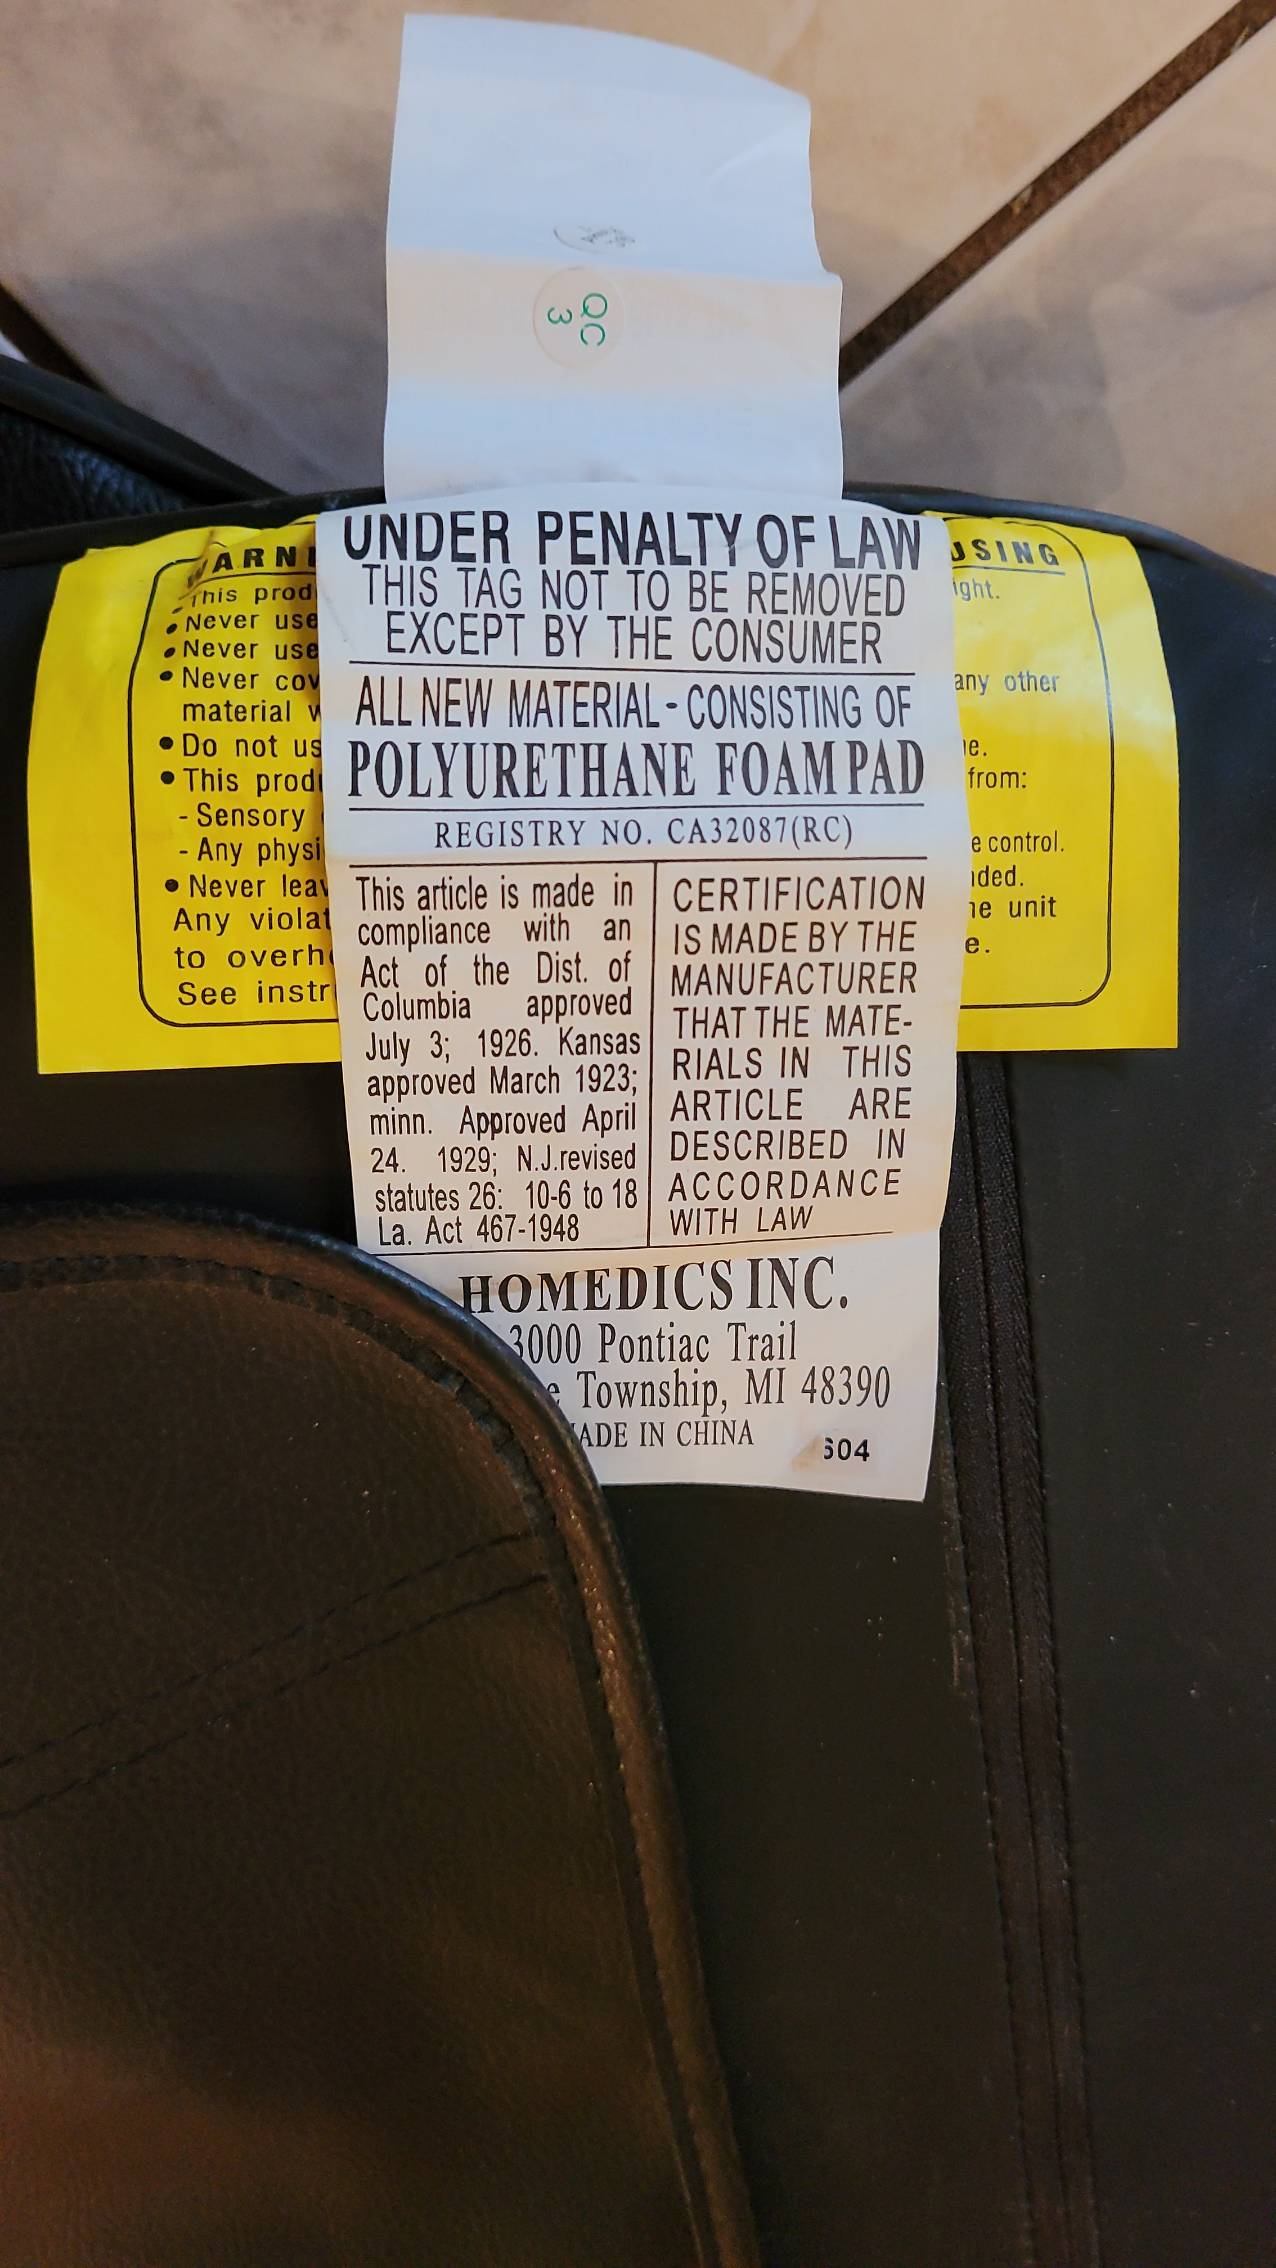 QC
3
UNDER PENALTY OF LAW
THIS TAG NOT TO BE REMOVED
EXCEPT BY THE CONSUMER
ALL NEW MATERIAL - CONSISTING OF
POLYURETHANE FOAM PAD
REGISTRY NO. CA32087(RC)
This article is made in
compliance with an
Act of the Dist. of
Columbia approved
July 3; 1926. Kansas
approved March 1923;
minn. Approved April
24. 1929; N.J.revised
statutes 26: 10-6 to 18
La. Act 467-1948
CERTIFICATION
IS MADE BY THE
MANUFACTURER
THAT THE MATE-
RIALS IN THIS
ARTICLE ARE
DESCRIBED IN
ACCORDANCE
WITH LAW
HOMEDICS INC.
3000 Pontiac Trail
Township, MI 48390
MADE IN CHINA
604
This prod
• Never use
• Never use
• Never cov
material w
• Do not us
• This prod
- Sensory
- Any physi
• Never leav
Any violat
to overh
See instr
USING
ight.
any other
e.
from:
e control.
ded.
he unit
e.